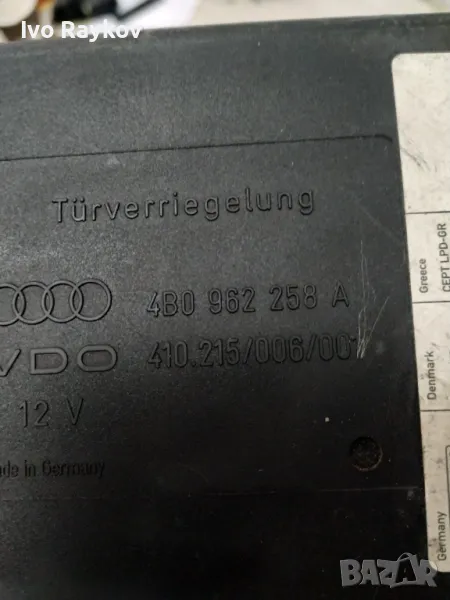 Ivo Raykov
Türverriegelung
4B0 962 258 A
VDO 410.215/006/001
12 V
Made in Germany
Greece
CEPT LPD-GR
Denmark
Germany
BAZAR